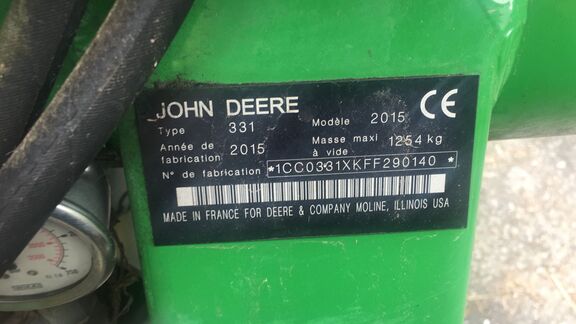 JOHN DEERE
Type 331 Modèle 2015 CE
Année de fabrication 2015 Masse maxi à vide 1254 kg
N° de fabrication *1CC0331XKFF290140*
MADE IN FRANCE FOR DEERE & COMPANY MOLINE, ILLINOIS USA